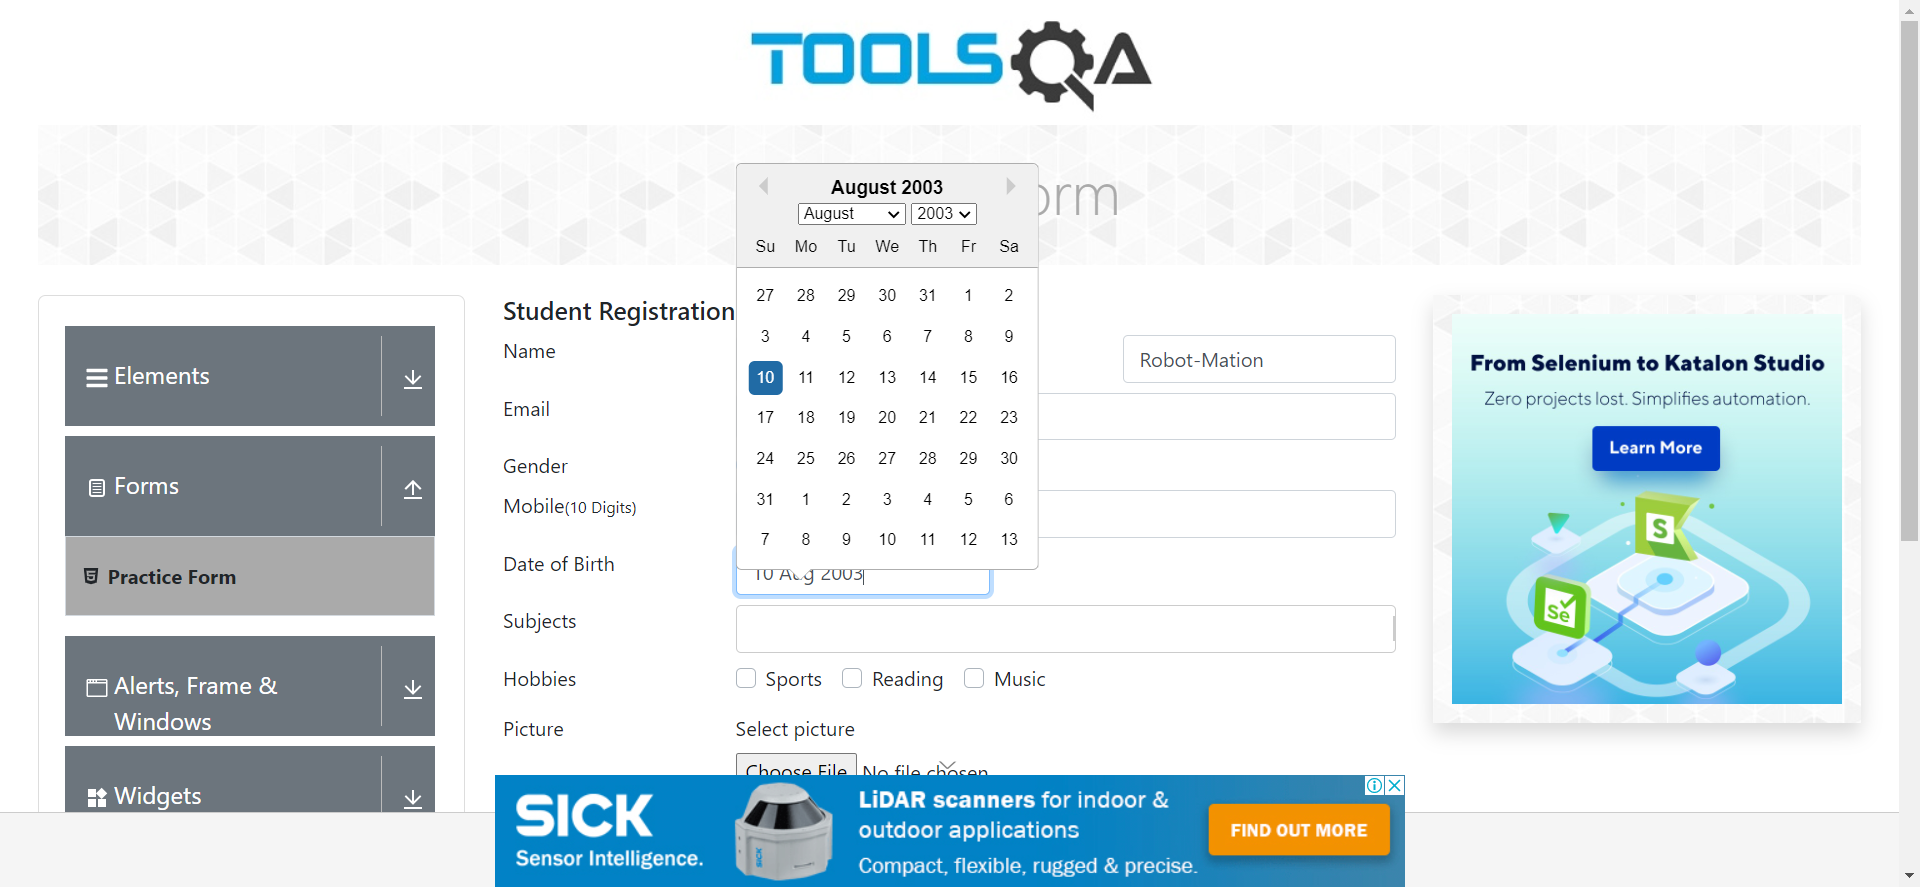 TOOLSQA
orm
August 2003
August 2003
Su Mo Tu We Th Fr Sa
27 28 29 30 31 1 2
3 4 5 6 7 8 9
10 11 12 13 14 15 16
17 18 19 20 21 22 23
24 25 26 27 28 29 30
31 1 2 3 4 5 6
7 8 9 10 11 12 13
Elements
Forms
Practice Form
Alerts, Frame &
Windows
Widgets
Student Registration
Name
Robot-Mation
Email
Gender
Mobile(10 Digits)
Date of Birth
10 Aug 2003
Subjects
Hobbies
Sports Reading Music
Picture
Select picture
Choose File No file chosen
From Selenium to Katalon Studio
Zero projects lost. Simplifies automation.
Learn More
S
Se
SICK
Sensor Intelligence.
SICK
LiDAR scanners for indoor &
outdoor applications
Compact, flexible, rugged & precise.
FIND OUT MORE